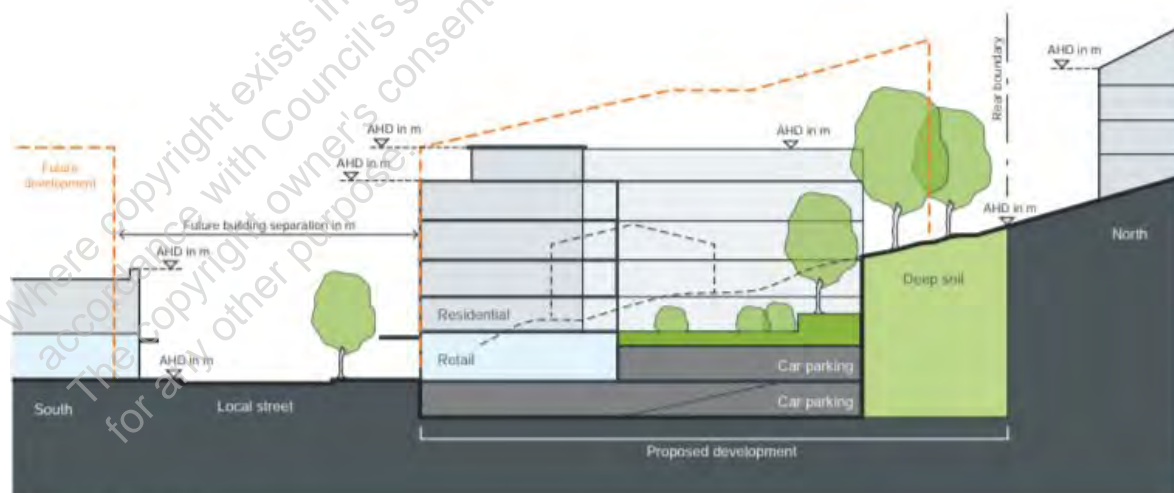 Where copyright exists in
accordance with Council's s
The copyright owner's consent
for any other purpose.
AHD in m
Rear boundary
AHD in m
AHD in m
AHD in m
Future
development
Future building separation in m
AHD in m
AHD in m
North
Deep soil
Residential
Retail
AHD in m
Car parking
South
Local street
Car parking
Proposed development